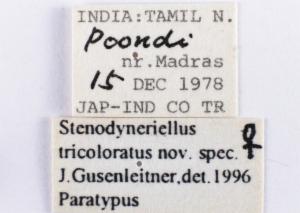 INDIA:TAMIL N.
Poondi
nr.Madras
15 DEC 1978
JAP-IND CO TR
Stenodyneriellus
tricoloratus nov. spec. ♀
J.Gusenleitner,det.1996
Paratypus